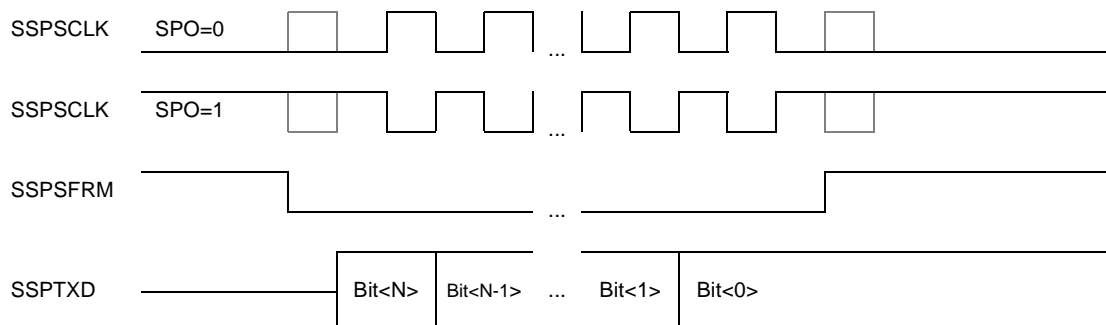 SSPSCLK SPO=0
...
SSPSCLK SPO=1
...
SSPSFRM
...
SSPTXD Bit<N> Bit<N-1> ... Bit<1> Bit<0>